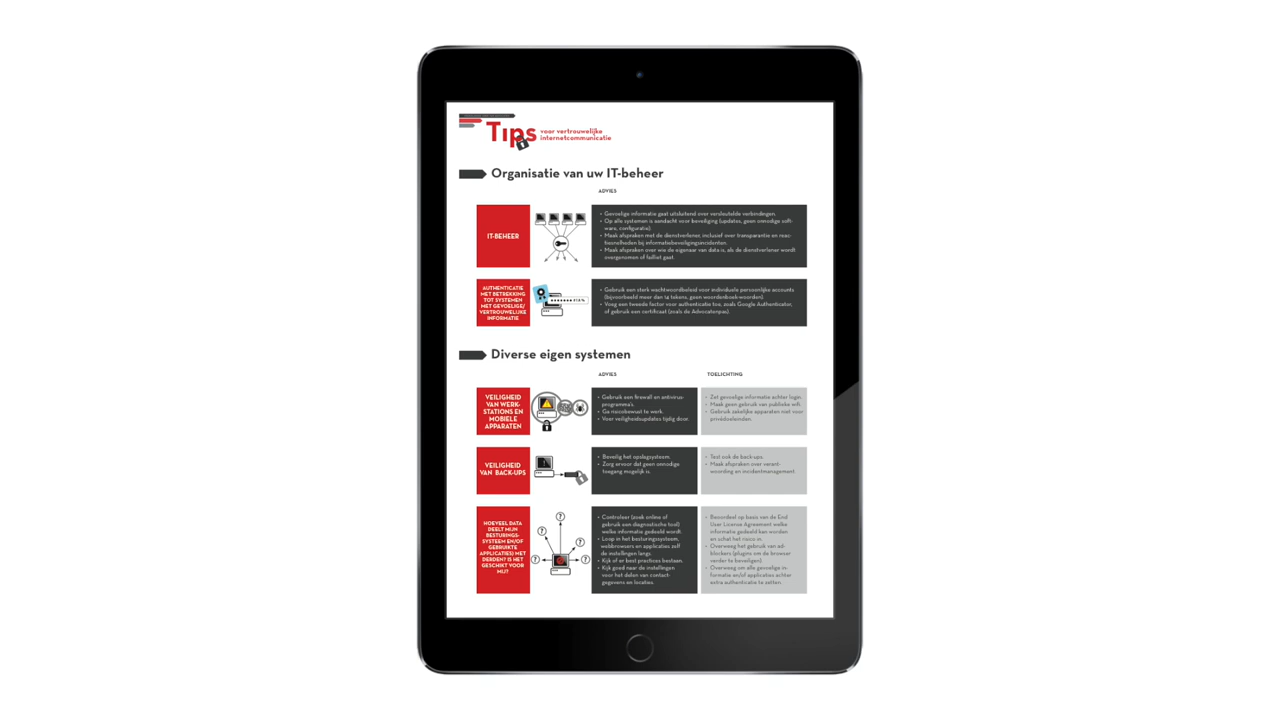 Tips
voor vertrouwelijke
internetcommunicatie
Organisatie van uw IT-beheer
ADVIES
IT-BEHEER
• Gevoelige informatie gaat uitsluitend over versleutelde verbindingen.
• Op alle systemen is aandacht voor beveiliging (updates, geen onnodige soft-
ware, configuratie).
• Maak afspraken met de dienstverlener, inclusief over transparantie en reac-
tiesnelheden bij informatiebeveiligingsincidenten.
• Maak afspraken over wie de eigenaar van data is, als de dienstverlener wordt
overgenomen of failliet gaat.
AUTHENTICATIE
MET BETREKKING
TOT SYSTEMEN
MET GEVOELIGE/
VERTROUWELIJKE
INFORMATIE
• Gebruik een sterk wachtwoordbeleid voor individuele persoonlijke accounts
(bijvoorbeeld meer dan 14 tekens, geen woordenboekwoorden).
• Voeg een tweede factor voor authenticatie toe, zoals Google Authenticator,
of gebruik een certificaat (zoals de Advocatenpas).
Diverse eigen systemen
ADVIES
TOELICHTING
VEILIGHEID
VAN WERK-
STATIONS EN
MOBIELE
APPARATEN
• Gebruik een firewall en antivirus-
programma's.
• Ga risicobewust te werk.
• Voer veiligheidsupdates tijdig door.
• Zet gevoelige informatie achter login.
• Maak geen gebruik van publieke wifi.
• Gebruik zakelijke apparaten niet voor
privédoeleinden.
VEILIGHEID
VAN BACK-UPS
• Beveilig het opslagsysteem.
• Zorg ervoor dat geen onnodige
toegang mogelijk is.
• Test ook de back-ups.
• Maak afspraken over verant-
woording en incidentmanagement.
HOEVEEL DATA
DEELT MIJN
BESTURINGS-
SYSTEEM EN/OF
GEBRUIKTE
APPLICATIE(S) MET
DERDEN? IS HET
GESCHIKT VOOR
MIJ?
• Controleer (zoek online of
gebruik een diagnostische tool)
welke informatie gedeeld wordt.
• Loop in het besturingssysteem,
webbrowsers en applicaties zelf
de instellingen langs.
• Kijk of er best practices bestaan.
• Kijk goed naar de instellingen
voor het delen van contact-
gegevens en locaties.
• Beoordeel op basis van de End
User License Agreement welke
informatie gedeeld kan worden
en schat het risico in.
• Overweeg het gebruik van ad-
blockers (plugins om de browser
verder te beveiligen).
• Overweeg om alle gevoelige in-
formatie en/of applicaties achter
extra authenticatie te zetten.